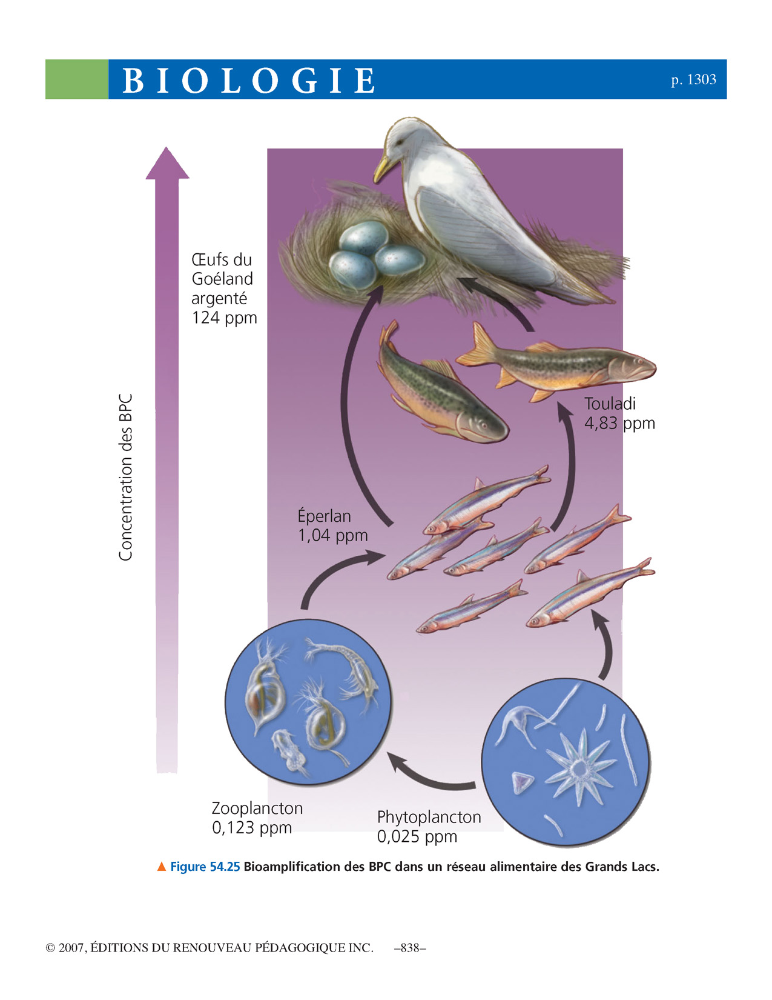 BIOLOGIE
p. 1303
Œufs du
Goéland
argenté
124 ppm
Concentration des BPC
Touladi
4,83 ppm
Éperlan
1,04 ppm
Zooplancton
0,123 ppm
Phytoplancton
0,025 ppm
▲ Figure 54.25 Bioamplification des BPC dans un réseau alimentaire des Grands Lacs.
© 2007, ÉDITIONS DU RENOUVEAU PÉDAGOGIQUE INC. –838–